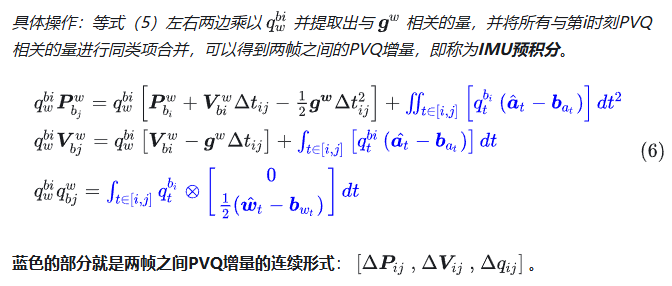 具体操作：等式（5）左右两边乘以 $q_w^{bi}$ 并提取出与 $\boldsymbol{g}^w$ 相关的量，并将所有与第i时刻PVQ
相关的量进行同类项合并，可以得到两帧之间的PVQ增量，即称为IMU预积分。
$q_w^{bi} \boldsymbol{P}_{b_j}^w = q_w^{bi} \left[ \boldsymbol{P}_{b_i}^w + \boldsymbol{V}_{bi}^w \Delta t_{ij} - \frac{1}{2} \boldsymbol{g}^{\boldsymbol{w}} \Delta t_{ij}^2 \right] + \iint_{t \in [i,j]} \left[ q_t^{b_i} \left( \hat{\boldsymbol{a}}_t - \boldsymbol{b}_{a_t} \right) \right] dt^2$
$q_w^{bi} \boldsymbol{V}_{bj}^w = q_w^{bi} \left[ \boldsymbol{V}_{bi}^w - \boldsymbol{g}^w \Delta t_{ij} \right] + \int_{t \in [i,j]} \left[ q_t^{bi} \left( \hat{\boldsymbol{a}}_t - \boldsymbol{b}_{a_t} \right) \right] dt$ (6)
$q_w^{bi} q_{bj}^w = \int_{t \in [i,j]} q_t^{b_i} \otimes \begin{bmatrix} 0 \\ \frac{1}{2} (\hat{\boldsymbol{w}}_t - \boldsymbol{b}_{w_t}) \end{bmatrix} dt$
蓝色的部分就是两帧之间PVQ增量的连续形式： $[\Delta \boldsymbol{P}_{ij} , \Delta \boldsymbol{V}_{ij} , \Delta q_{ij}]$ 。